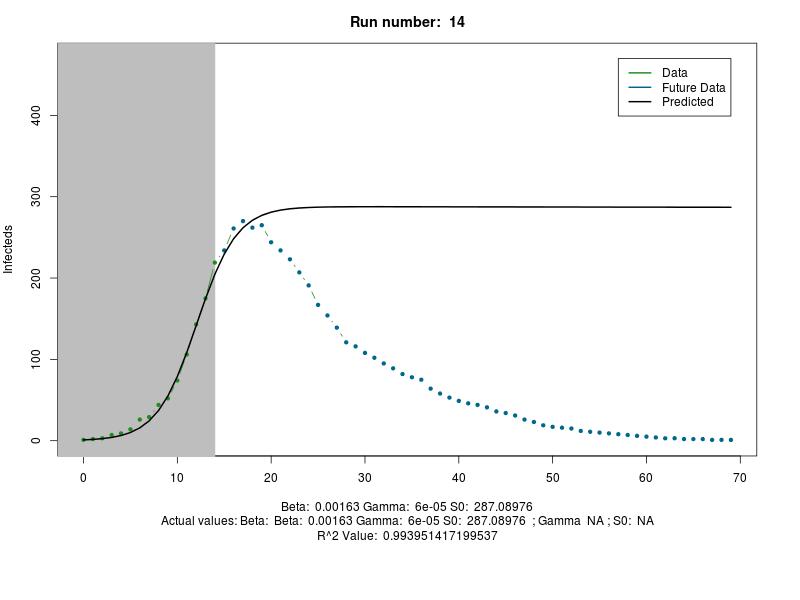 Run number: 14
Data
Future Data
Predicted
Infecteds
400
300
200
100
0
0 10 20 30 40 50 60 70
Beta: 0.00163 Gamma: 6e-05 S0: 287.08976
Actual values: Beta: Beta: 0.00163 Gamma: 6e-05 S0: 287.08976 ; Gamma NA ; S0: NA
R^2 Value: 0.993951417199537